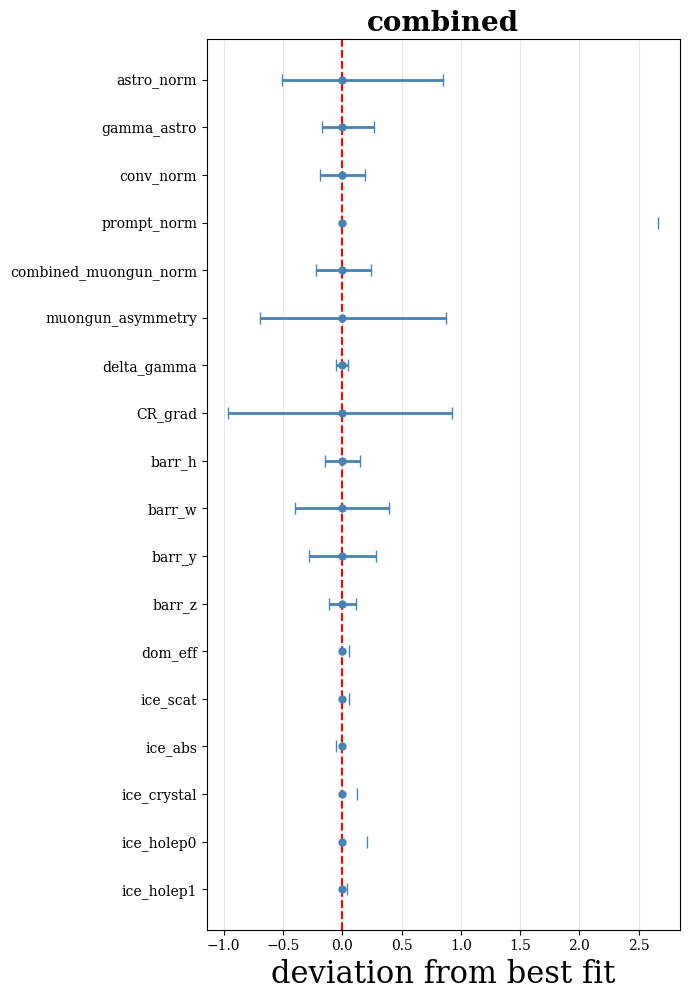 combined
astro_norm
gamma_astro
conv_norm
prompt_norm
combined_muongun_norm
muongun_asymmetry
delta_gamma
CR_grad
barr_h
barr_w
barr_y
barr_z
dom_eff
ice_scat
ice_abs
ice_crystal
ice_holep0
ice_holep1
−1.0 −0.5 0.0 0.5 1.0 1.5 2.0 2.5
deviation from best fit